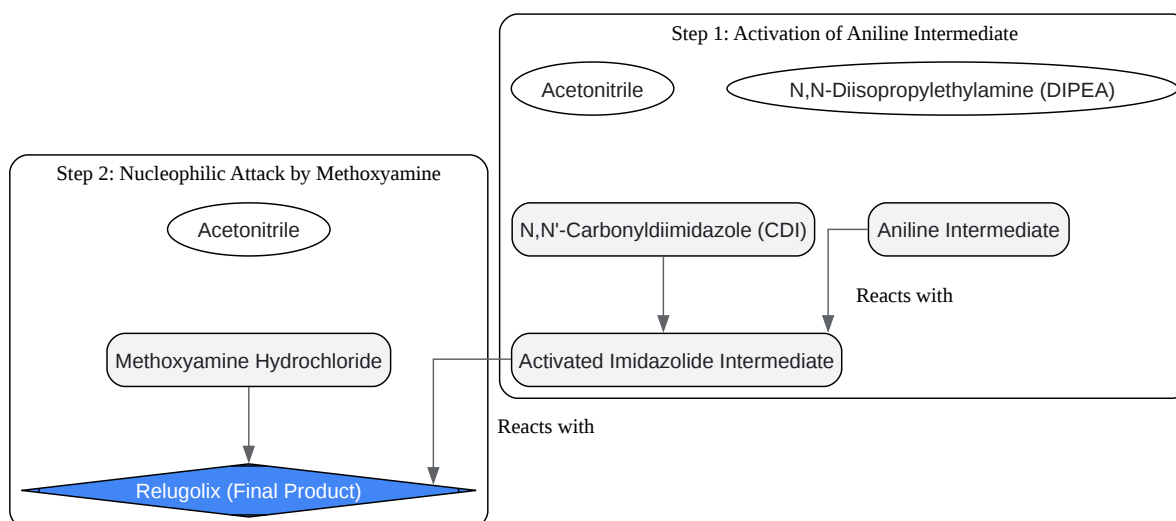 Step 1: Activation of Aniline Intermediate
Acetonitrile
N,N-Diisopropylethylamine (DIPEA)
N,N'-Carbonyldiimidazole (CDI)
Aniline Intermediate
Reacts with
Activated Imidazolide Intermediate
Step 2: Nucleophilic Attack by Methoxyamine
Acetonitrile
Methoxyamine Hydrochloride
Reacts with
Relugolix (Final Product)